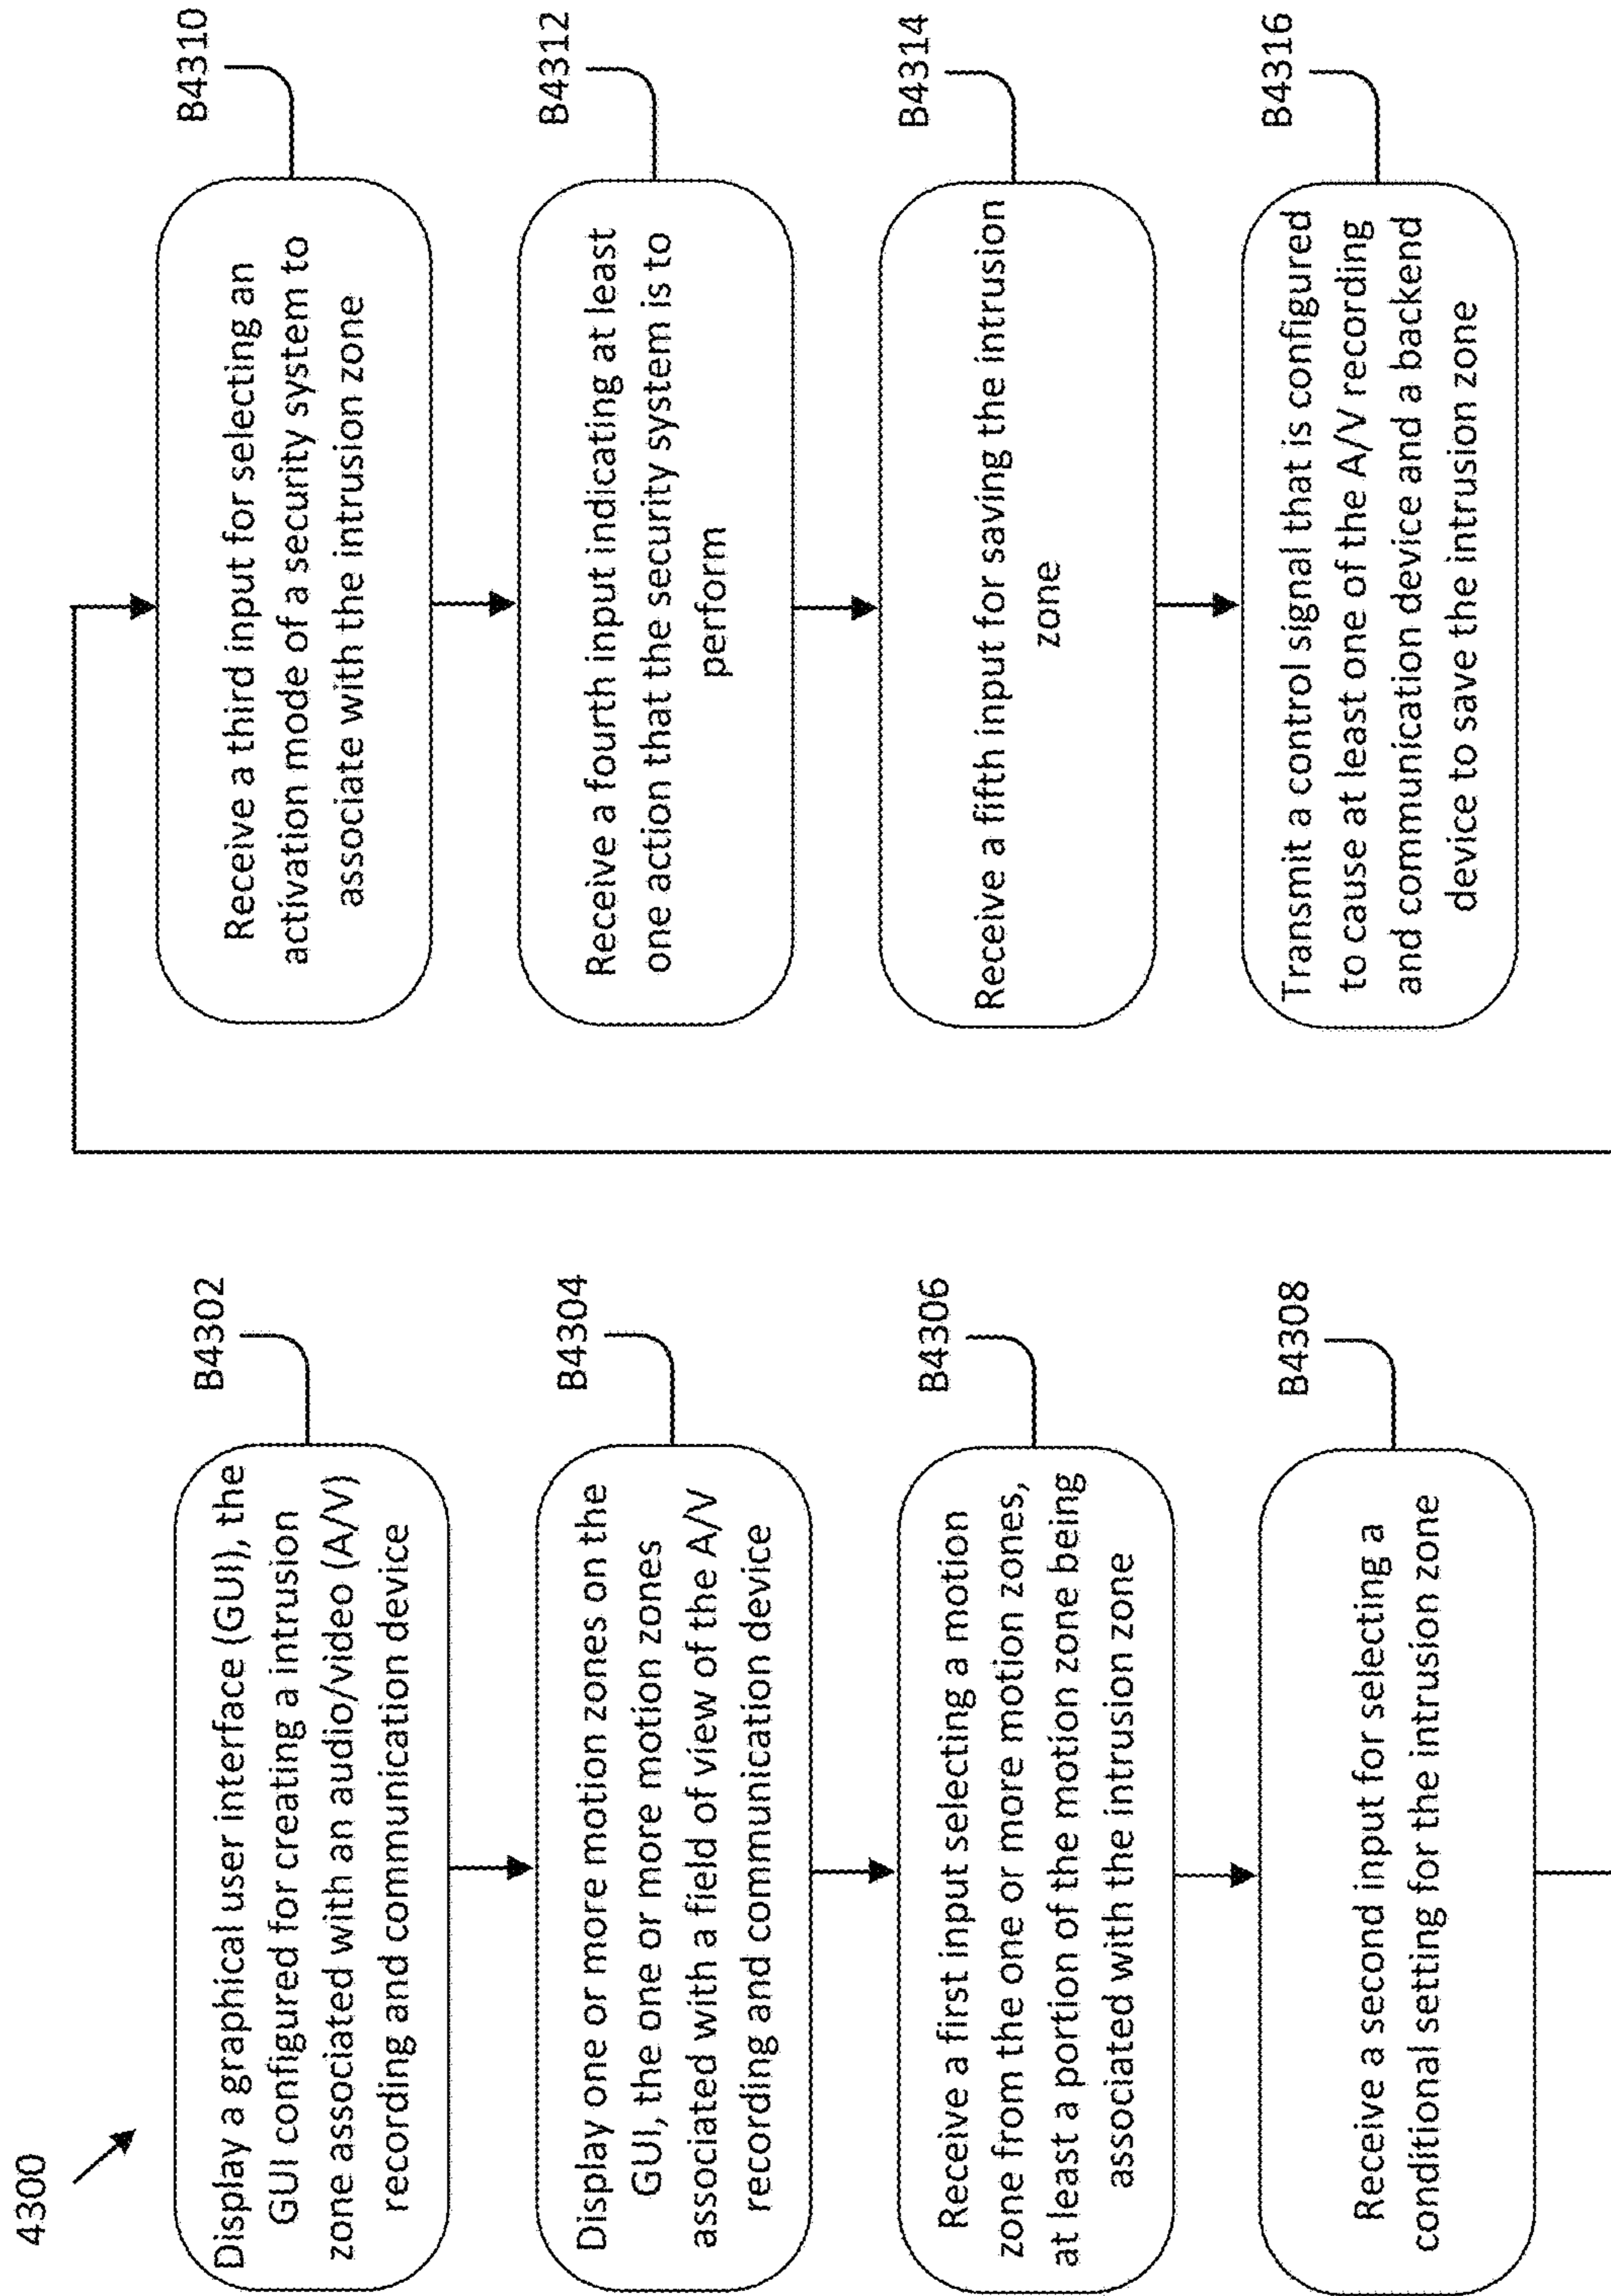 4300
B4302
Display a graphical user interface (GUI), the
GUI configured for creating a intrusion
zone associated with an audio/video (A/V)
recording and communication device
B4304
Display one or more motion zones on the
GUI, the one or more motion zones
associated with a field of view of the A/V
recording and communication device
B4306
Receive a first input selecting a motion
zone from the one or more motion zones,
at least a portion of the motion zone being
associated with the intrusion zone
B4308
Receive a second input for selecting a
conditional setting for the intrusion zone
B4310
Receive a third input for selecting an
activation mode of a security system to
associate with the intrusion zone
B4312
Receive a fourth input indicating at least
one action that the security system is to
perform
B4314
Receive a fifth input for saving the intrusion
zone
B4316
Transmit a control signal that is configured
to cause at least one of the A/V recording
and communication device and a backend
device to save the intrusion zone